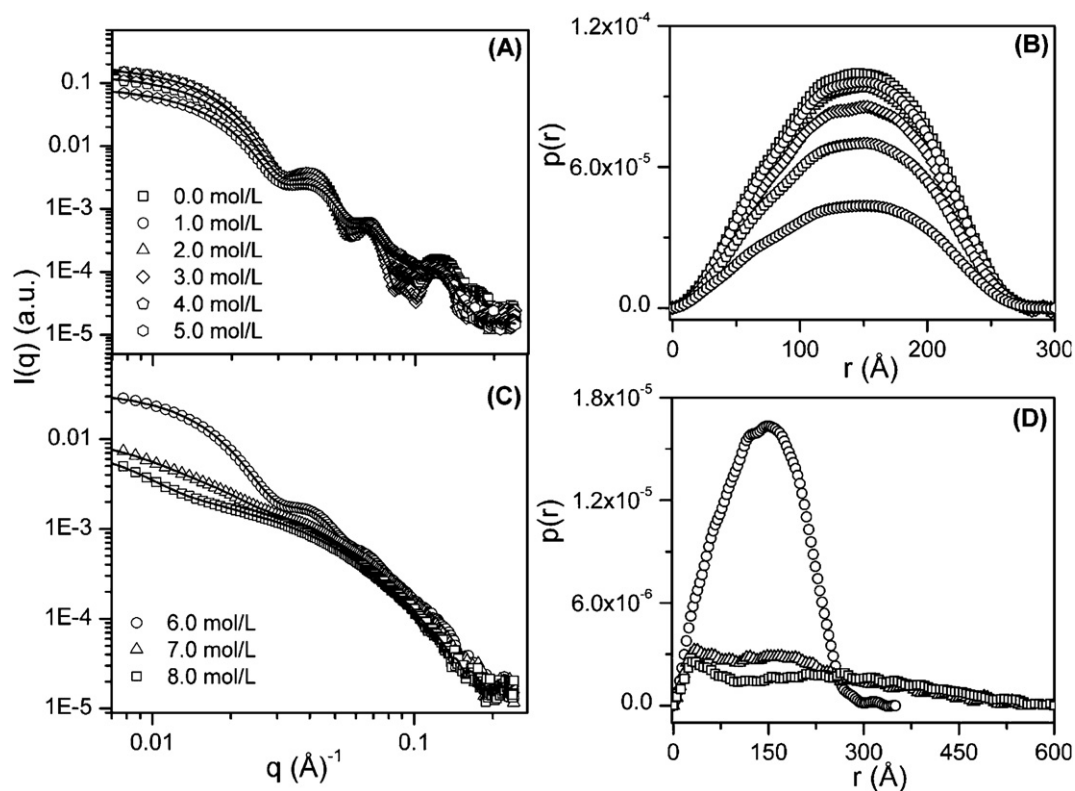 (A)
I(q) (a.u.)
0.1
0.01
1E-3
1E-4
1E-5
0.0 mol/L
1.0 mol/L
2.0 mol/L
3.0 mol/L
4.0 mol/L
5.0 mol/L
(B)
p(r)
1.2x10⁻⁴
6.0x10⁻⁵
0.0
0 100 200 300
r (Å)
(C)
0.01
1E-3
1E-4
1E-5
6.0 mol/L
7.0 mol/L
8.0 mol/L
0.01 0.1
q (Å)⁻¹
(D)
p(r)
1.8x10⁻⁵
1.2x10⁻⁵
6.0x10⁻⁶
0.0
0 150 300 450 600
r (Å)